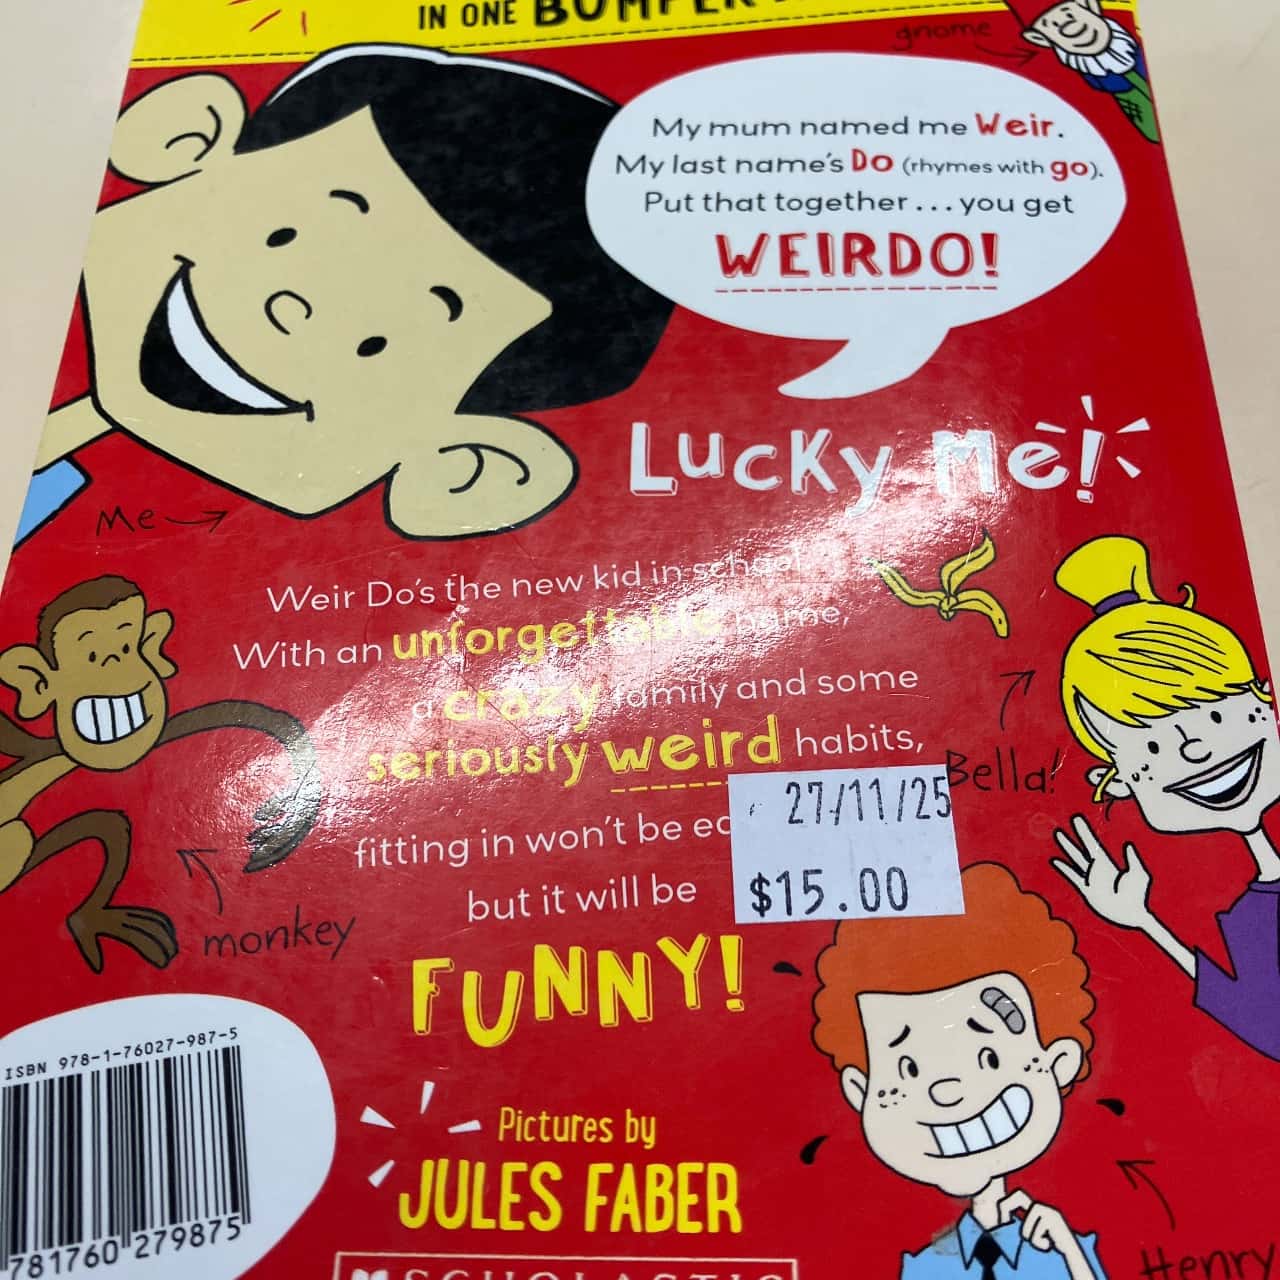 IN ONE BUMPER
gnome
My mum named me Weir.
My last name's Do (rhymes with go).
Put that together...you get
WEIRDO!
Lucky Me!
Me
Weir Do's the new kid in school
With an unforgettable name,
a crazy family and some
seriously weird habits,
fitting in won't be
but it will be
FUNNY!
27/11/25
$15.00
Bella!
monkey
ISBN 978-1-76027-987-5
781760 279875
Pictures by
JULES FABER
Henry
SCHOLASTIC